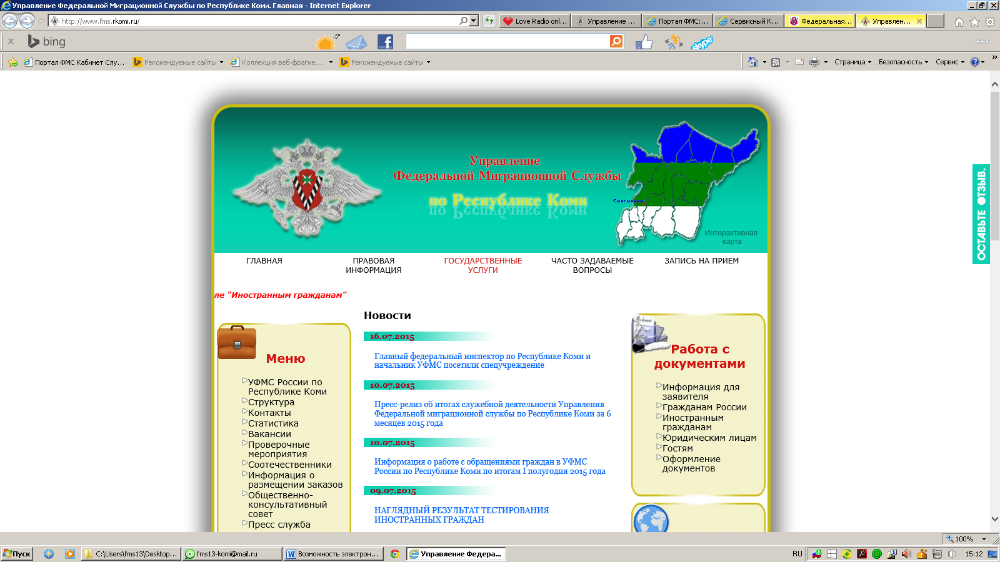 Управление Федеральной Миграционной Службы по Республике Коми. Главная - Internet Explorer
http://www.fms.rkomi.ru/
Love Radio onl...
Управление ...
Портал ФМС:...
Сервисный К...
Федеральная...
Управлен...
bing
-5°
Портал ФМС Кабинет Слу...
Рекомендуемые сайты
Коллекция веб-фрагме...
Рекомендуемые сайты
Страница
Безопасность
Сервис
Управление
Федеральной Миграционной Службы
по Республике Коми
Сыктывкар
Интерактивная
карта
ОСТАВЬТЕ ОТЗЫВ.
ГЛАВНАЯ
ПРАВОВАЯ
ИНФОРМАЦИЯ
ГОСУДАРСТВЕННЫЕ
УСЛУГИ
ЧАСТО ЗАДАВАЕМЫЕ
ВОПРОСЫ
ЗАПИСЬ НА ПРИЕМ
ле "Иностранным гражданам"
Меню
УФМС России по
Республике Коми
Структура
Контакты
Статистика
Вакансии
Проверочные
мероприятия
Соотечественники
Информация о
размещении заказов
Общественно-
консультативный
совет
Пресс служба
Новости
16.07.2015
Главный федеральный инспектор по Республике Коми и
начальник УФМС посетили спецучреждение
10.07.2015
Пресс-релиз об итогах служебной деятельности Управления
Федеральной миграционной службы по Республике Коми за 6
месяцев 2015 года
10.07.2015
Информация о работе с обращениями граждан в УФМС
России по Республике Коми по итогам I полугодия 2015 года
09.07.2015
НАГЛЯДНЫЙ РЕЗУЛЬТАТ ТЕСТИРОВАНИЯ
ИНОСТРАННЫХ ГРАЖДАН
Работа с
документами
Информация для
заявителя
Гражданам России
Иностранным
гражданам
Юридическим лицам
Гостям
Оформление
документов
100%
Пуск
C:\Users\fms13\Desktop...
fms13-komi@mail.ru
Возможность электрон...
Управление Федера...
RU
15:12